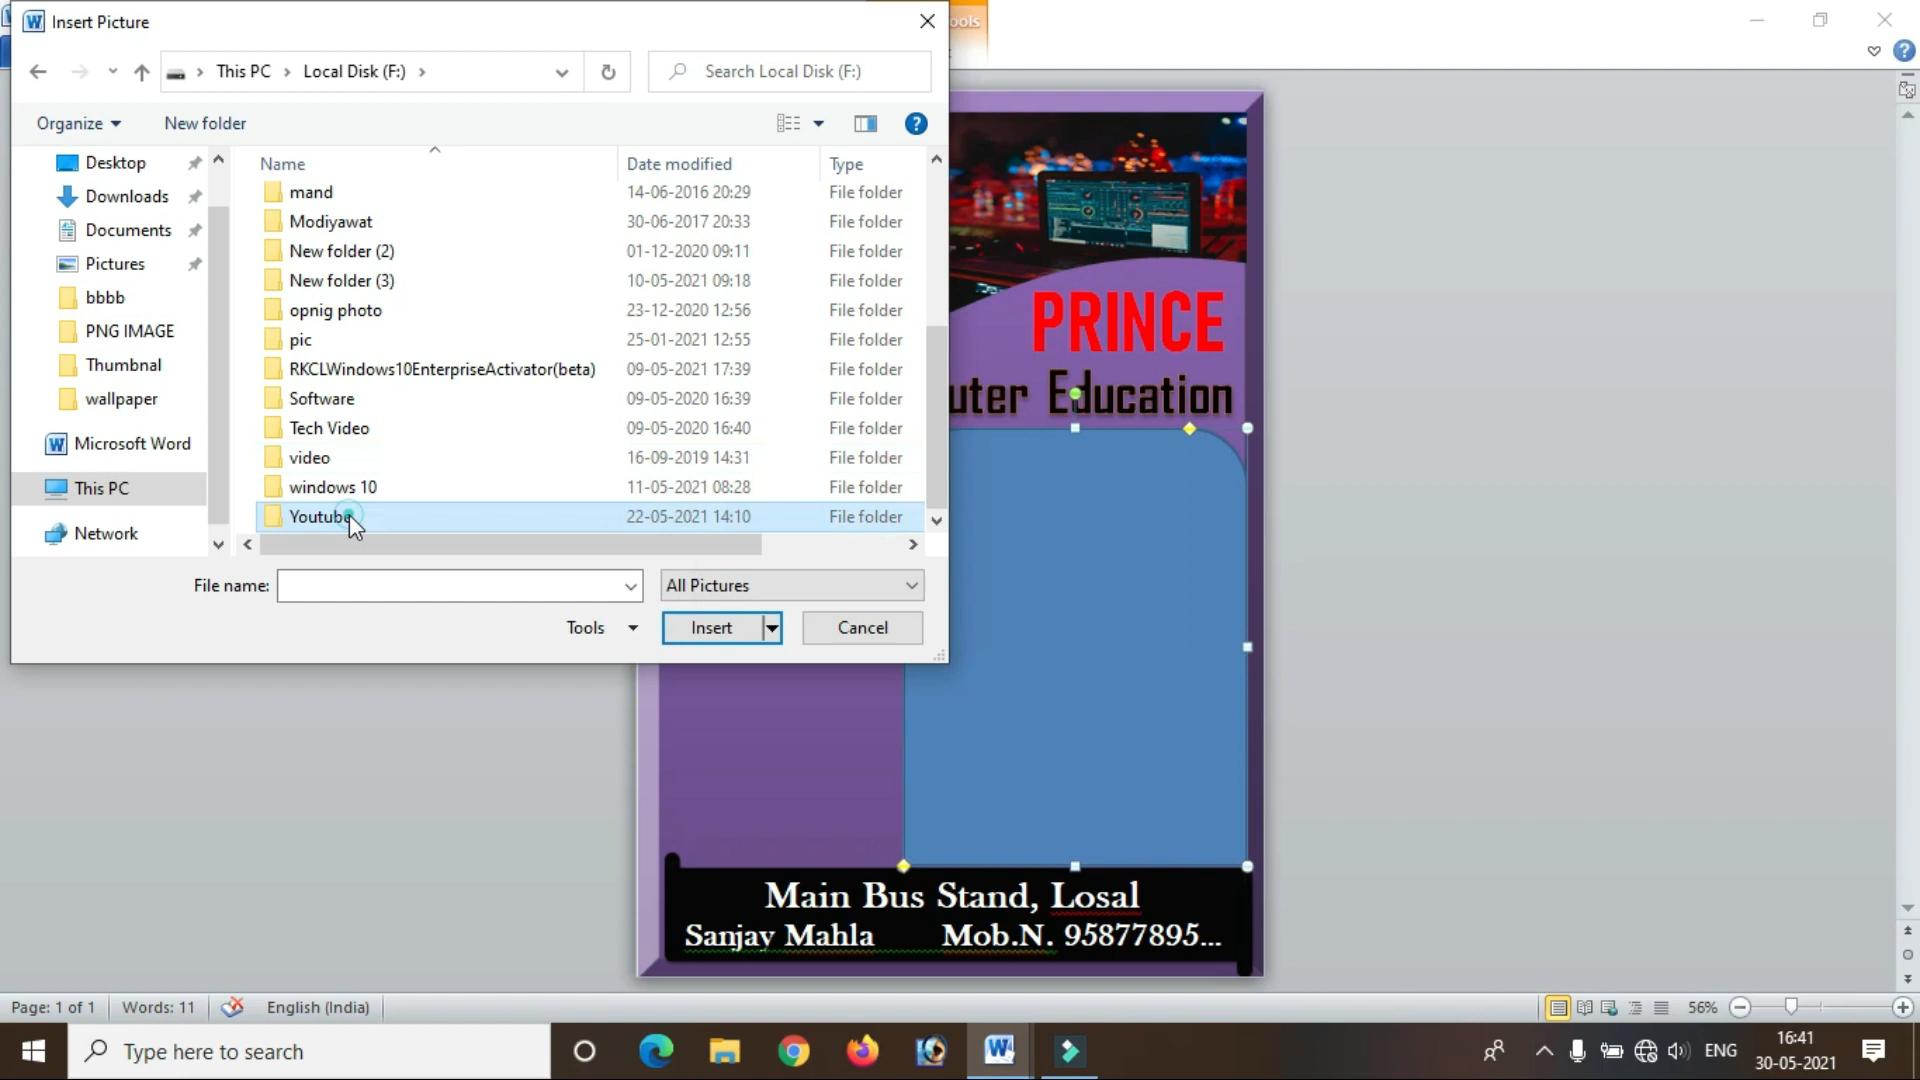 Insert Picture
ools
This PC
Local Disk (F:)
Search Local Disk (F:)
Organize
New folder
Name
Date modified
Type
Desktop
Downloads
Documents
Pictures
bbbb
PNG IMAGE
Thumbnal
wallpaper
Microsoft Word
This PC
Network
mand 14-06-2016 20:29 File folder
Modiyawat 30-06-2017 20:33 File folder
New folder (2) 01-12-2020 09:11 File folder
New folder (3) 10-05-2021 09:18 File folder
opnig photo 23-12-2020 12:56 File folder
pic 25-01-2021 12:55 File folder
RKCLWindows10EnterpriseActivator(beta) 09-05-2021 17:39 File folder
Software 09-05-2020 16:39 File folder
Tech Video 09-05-2020 16:40 File folder
video 16-09-2019 14:31 File folder
windows 10 11-05-2021 08:28 File folder
Youtube 22-05-2021 14:10 File folder
File name:
All Pictures
Tools
Insert
Cancel
PRINCE
uter Education
Main Bus Stand, Losal
Sanjay Mahla Mob.N. 95877895...
Page: 1 of 1
Words: 11
English (India)
56%
Type here to search
ENG
16:41
30-05-2021